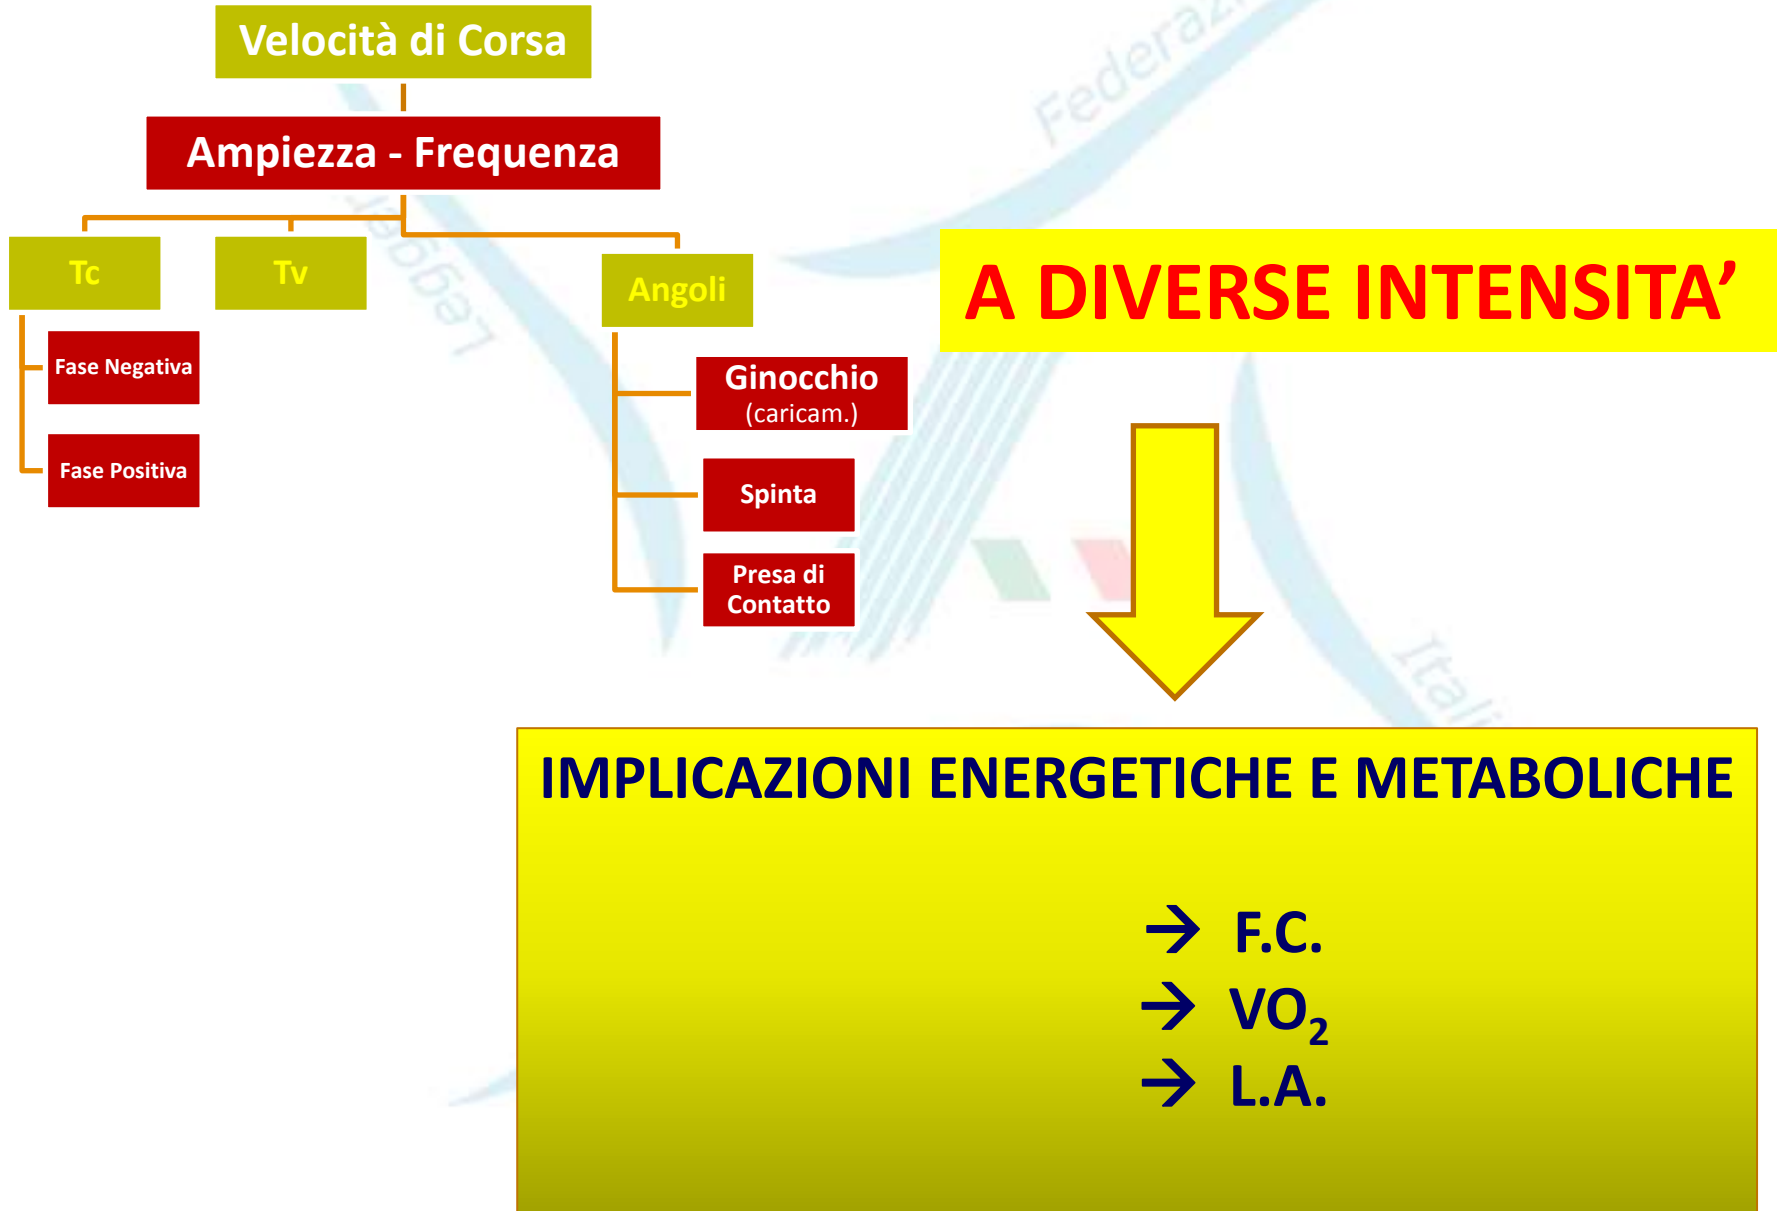 Velocità di Corsa
Ampiezza - Frequenza
Tc
Tv
Angoli
Fase Negativa
Fase Positiva
Ginocchio
(caricam.)
Spinta
Presa di
Contatto
A DIVERSE INTENSITA’
IMPLICAZIONI ENERGETICHE E METABOLICHE
→ F.C.
→ VO₂
→ L.A.